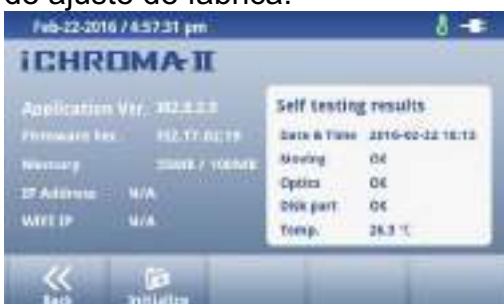 de ajuste de fábrica.
Feb-22-2016 / 4:57:31 pm
iCHROMA-II
Application Ver.
Firmware Ver.
Memory
IP Address N/A
WIFI IP N/A
Self testing results
Date & Time 2016-02-22 16:13
Moving OK
Optics OK
Disk part OK
Temp. 26.3 ℃
Back
Initialize